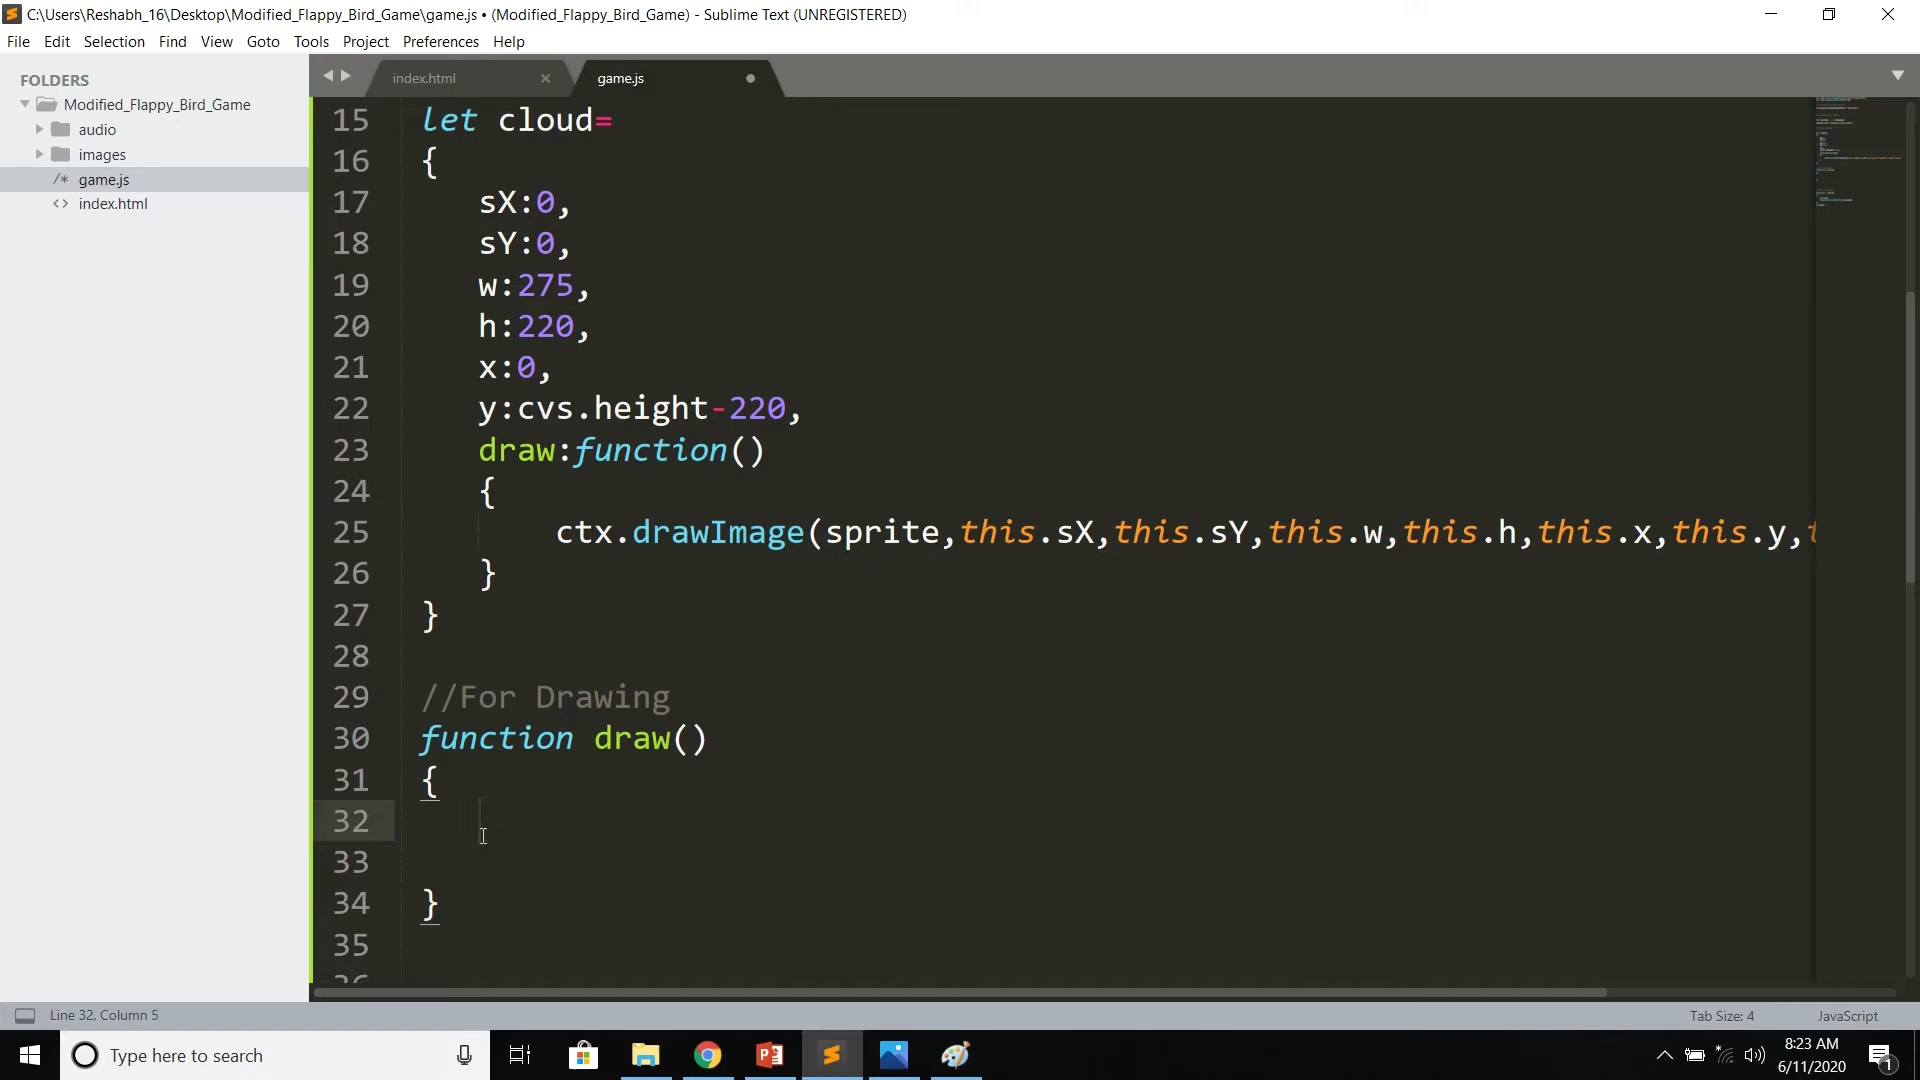 C:\Users\Reshabh_16\Desktop\Modified_Flappy_Bird_Game\game.js • (Modified_Flappy_Bird_Game) - Sublime Text (UNREGISTERED)
File Edit Selection Find View Goto Tools Project Preferences Help
FOLDERS
Modified_Flappy_Bird_Game
audio
images
/* game.js
<> index.html
index.html
game.js
15 let cloud=
16 {
17 sX:0,
18 sY:0,
19 w:275,
20 h:220,
21 x:0,
22 y:cvs.height-220,
23 draw:function()
24 {
25 ctx.drawImage(sprite,this.sX,this.sY,this.w,this.h,this.x,this.y,t
26 }
27 }
28
29 //For Drawing
30 function draw()
31 {
32
33
34 }
35
36
Line 32, Column 5
Tab Size: 4
JavaScript
Type here to search
8:23 AM
6/11/2020
1